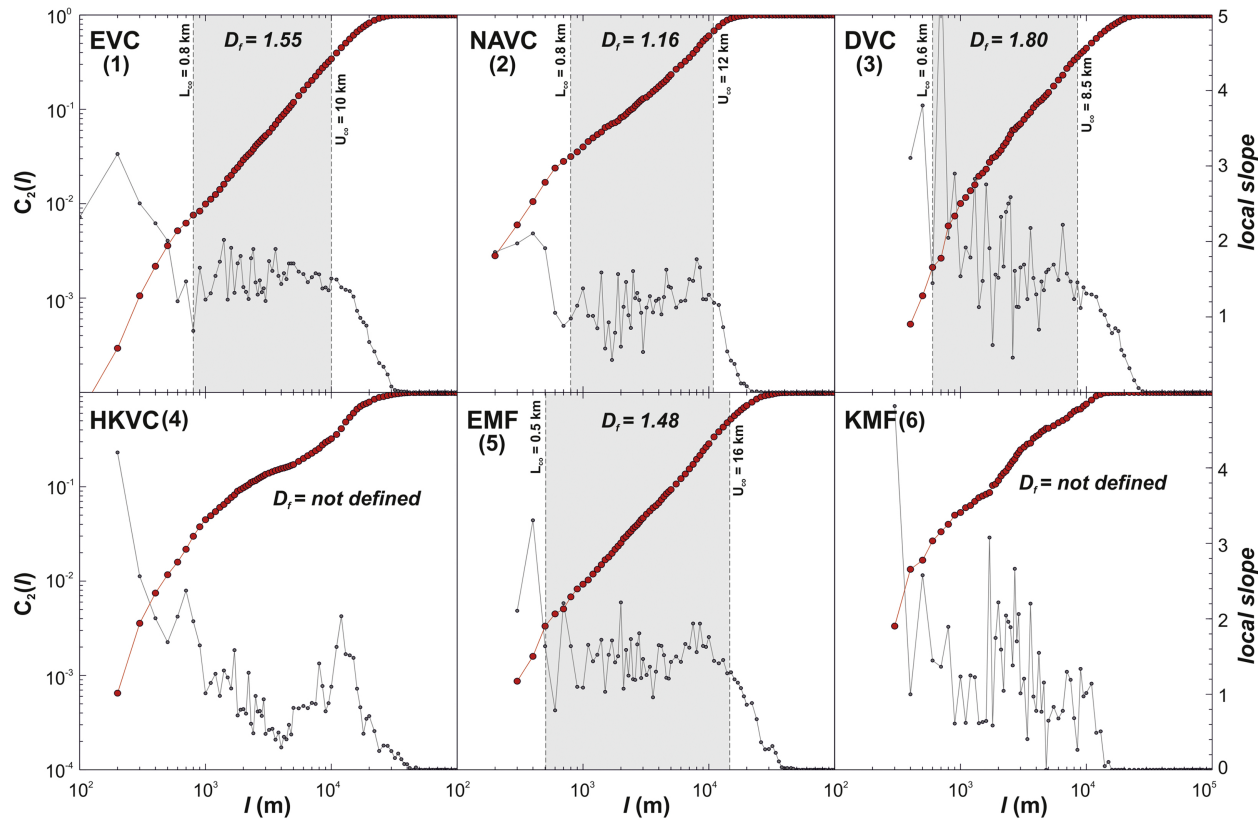 EVC
(1)
D_f = 1.55
L_co = 0.8 km
U_co = 10 km
NAVC
(2)
D_f = 1.16
L_co = 0.8 km
U_co = 12 km
DVC
(3)
D_f = 1.80
L_co = 0.6 km
U_co = 8.5 km
10^0
10^-1
10^-2
10^-3
C_2(l)
5
4
3
2
1
local slope
HKVC (4)
D_f = not defined
EMF
(5)
D_f = 1.48
L_co = 0.5 km
U_co = 16 km
KMF (6)
D_f = not defined
10^-1
10^-2
10^-3
10^-4
C_2(l)
4
3
2
1
0
local slope
10^2 10^3 10^4 10^2 10^3 10^4 10^2 10^3 10^4 10^5
l (m) l (m) l (m)